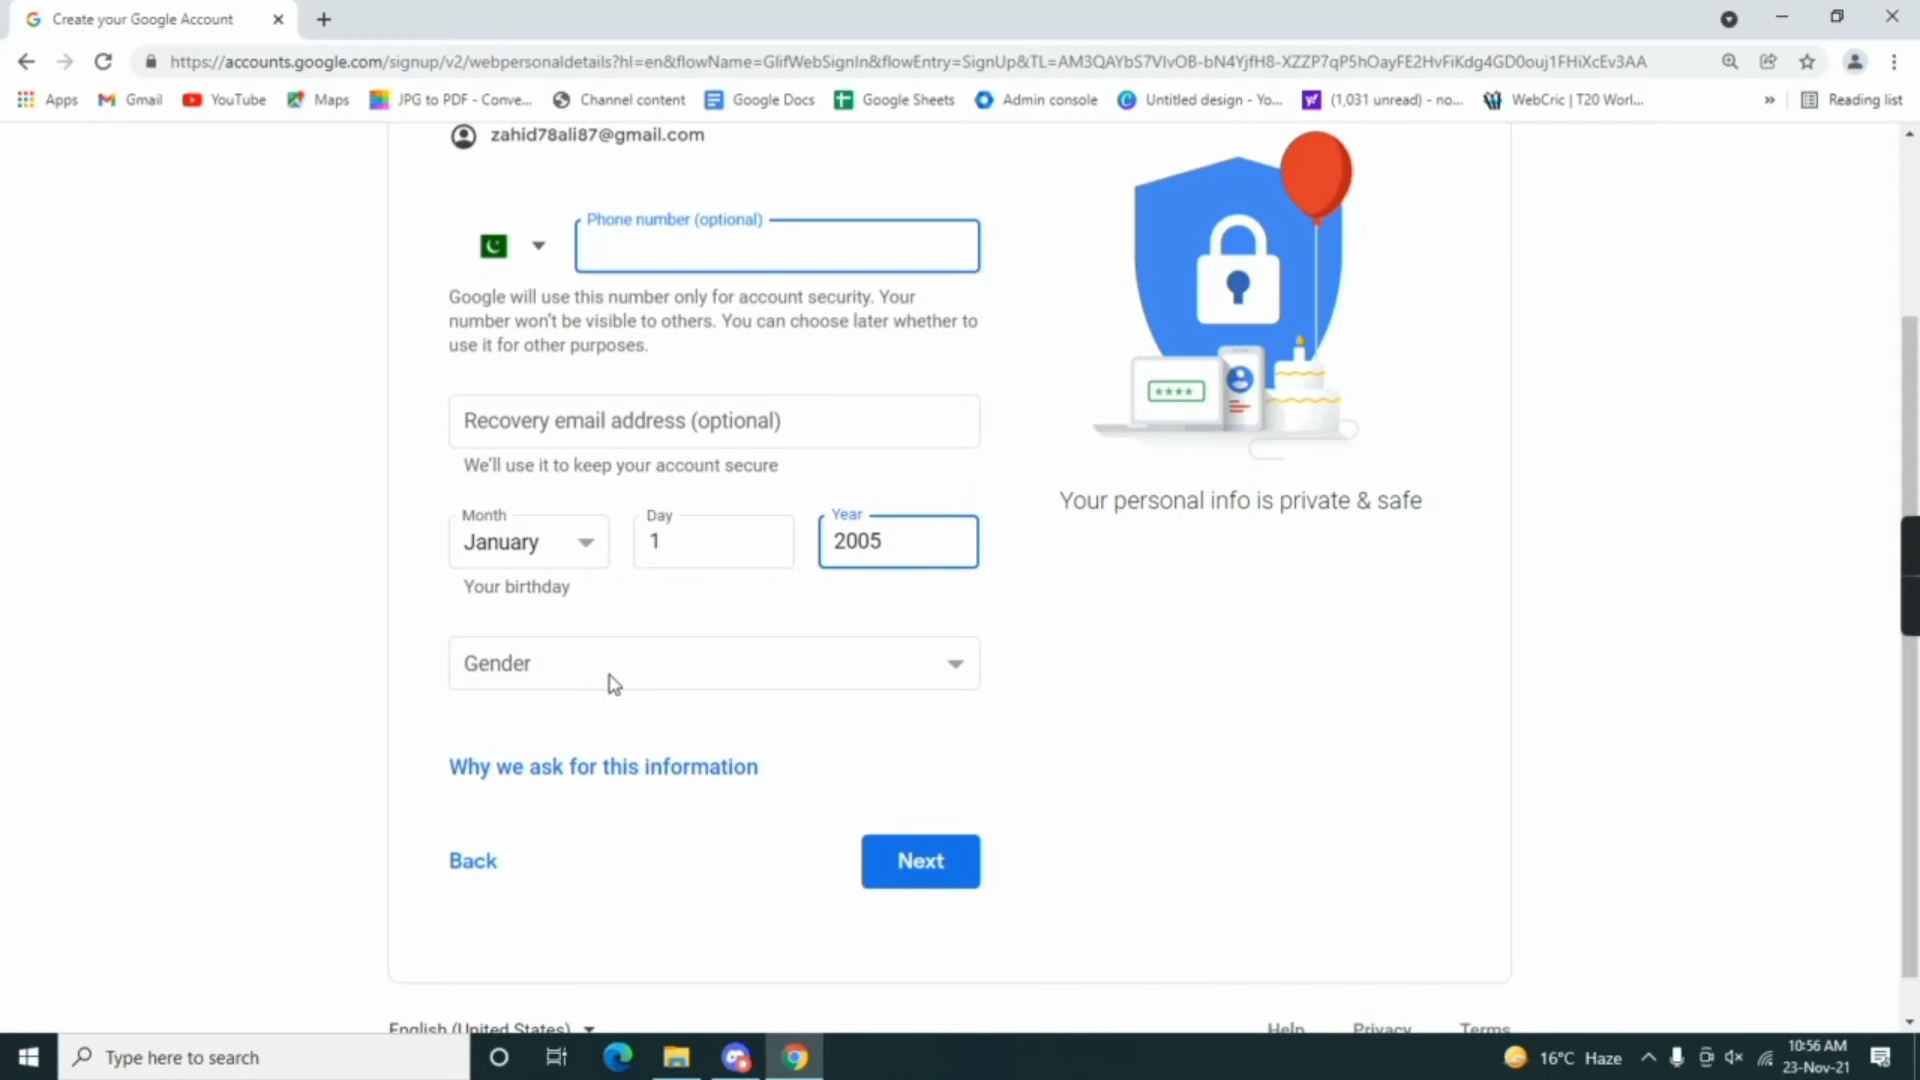 Create your Google Account
https://accounts.google.com/signup/v2/webpersonaldetails?hl=en&flowName=GlifWebSignIn&flowEntry=SignUp&TL=AM3QAYbS7VIvOB-bN4YjfH8-XZZP7qP5hOayFE2HvFiKdg4GD0ouj1FHiXcEv3AA
Apps Gmail YouTube Maps JPG to PDF - Conve... Channel content Google Docs Google Sheets Admin console Untitled design - Yo... (1,031 unread) - no... WebCric | T20 Worl... » Reading list
zahid78ali87@gmail.com
Phone number (optional)
Google will use this number only for account security. Your
number won't be visible to others. You can choose later whether to
use it for other purposes.
Recovery email address (optional)
We'll use it to keep your account secure
****
Your personal info is private & safe
Month Day Year
January 1 2005
Your birthday
Gender
Why we ask for this information
Back Next
English (United States) Help Privacy Terms
Type here to search
16°C Haze
10:56 AM
23-Nov-21